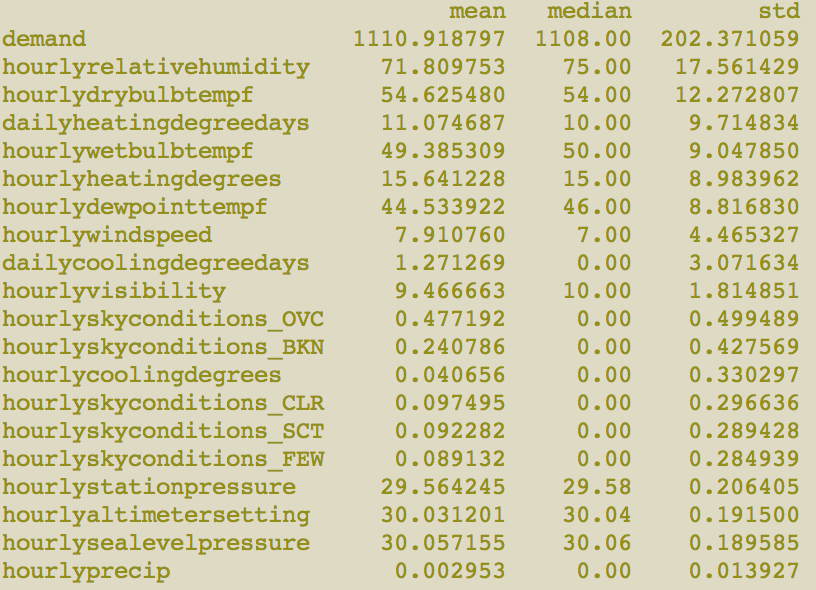 mean median std
demand 1110.918797 1108.00 202.371059
hourlyrelativehumidity 71.809753 75.00 17.561429
hourlydrybulbtempf 54.625480 54.00 12.272807
dailyheatingdegreedays 11.074687 10.00 9.714834
hourlywetbulbtempf 49.385309 50.00 9.047850
hourlyheatingdegrees 15.641228 15.00 8.983962
hourlydewpointtempf 44.533922 46.00 8.816830
hourlywindspeed 7.910760 7.00 4.465327
dailycoolingdegreedays 1.271269 0.00 3.071634
hourlyvisibility 9.466663 10.00 1.814851
hourlyskyconditions_OVC 0.477192 0.00 0.499489
hourlyskyconditions_BKN 0.240786 0.00 0.427569
hourlycoolingdegrees 0.040656 0.00 0.330297
hourlyskyconditions_CLR 0.097495 0.00 0.296636
hourlyskyconditions_SCT 0.092282 0.00 0.289428
hourlyskyconditions_FEW 0.089132 0.00 0.284939
hourlystationpressure 29.564245 29.58 0.206405
hourlyaltimetersetting 30.031201 30.04 0.191500
hourlysealevelpressure 30.057155 30.06 0.189585
hourlyprecip 0.002953 0.00 0.013927